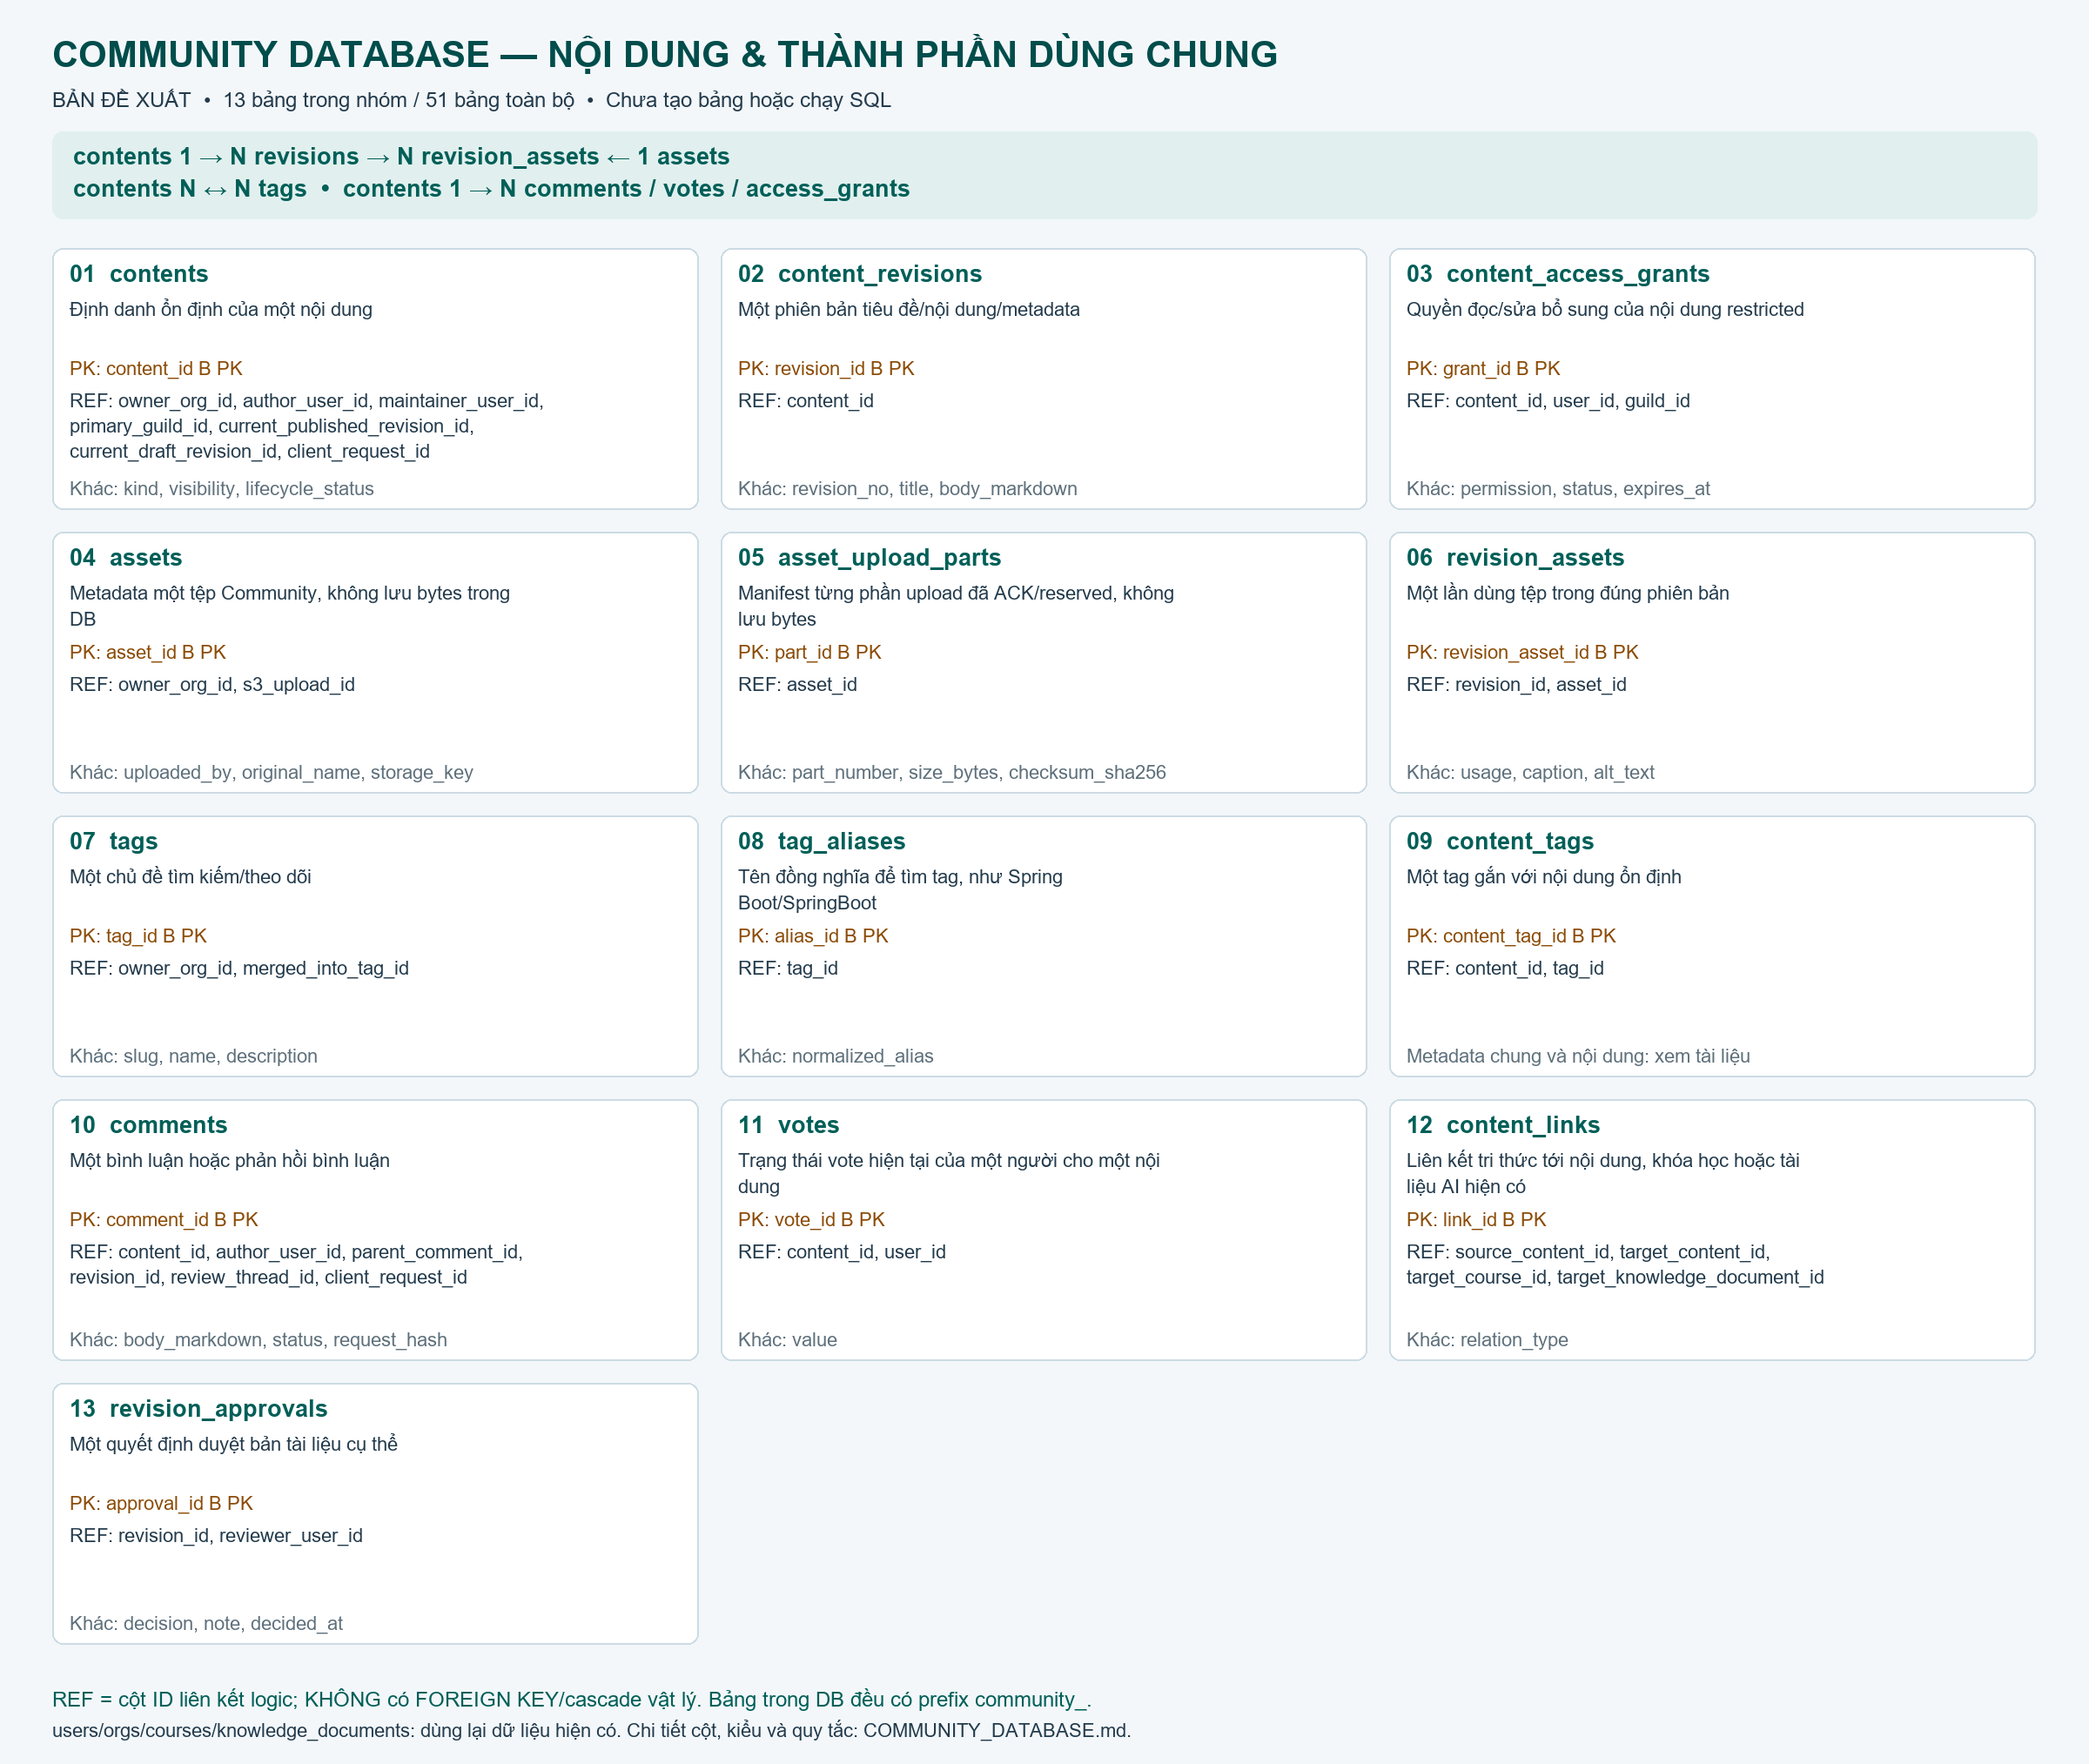 COMMUNITY DATABASE — NỘI DUNG & THÀNH PHẦN DÙNG CHUNG
BẢN ĐỀ XUẤT • 13 bảng trong nhóm / 51 bảng toàn bộ • Chưa tạo bảng hoặc chạy SQL
contents 1 → N revisions → N revision_assets ← 1 assets
contents N ↔ N tags • contents 1 → N comments / votes / access_grants
01 contents
Định danh ổn định của một nội dung
PK: content_id B PK
REF: owner_org_id, author_user_id, maintainer_user_id,
primary_guild_id, current_published_revision_id,
current_draft_revision_id, client_request_id
Khác: kind, visibility, lifecycle_status
02 content_revisions
Một phiên bản tiêu đề/nội dung/metadata
PK: revision_id B PK
REF: content_id
Khác: revision_no, title, body_markdown
03 content_access_grants
Quyền đọc/sửa bổ sung của nội dung restricted
PK: grant_id B PK
REF: content_id, user_id, guild_id
Khác: permission, status, expires_at
04 assets
Metadata một tệp Community, không lưu bytes trong
DB
PK: asset_id B PK
REF: owner_org_id, s3_upload_id
Khác: uploaded_by, original_name, storage_key
05 asset_upload_parts
Manifest từng phần upload đã ACK/reserved, không
lưu bytes
PK: part_id B PK
REF: asset_id
Khác: part_number, size_bytes, checksum_sha256
06 revision_assets
Một lần dùng tệp trong đúng phiên bản
PK: revision_asset_id B PK
REF: revision_id, asset_id
Khác: usage, caption, alt_text
07 tags
Một chủ đề tìm kiếm/theo dõi
PK: tag_id B PK
REF: owner_org_id, merged_into_tag_id
Khác: slug, name, description
08 tag_aliases
Tên đồng nghĩa để tìm tag, như Spring
Boot/SpringBoot
PK: alias_id B PK
REF: tag_id
Khác: normalized_alias
09 content_tags
Một tag gắn với nội dung ổn định
PK: content_tag_id B PK
REF: content_id, tag_id
Metadata chung và nội dung: xem tài liệu
10 comments
Một bình luận hoặc phản hồi bình luận
PK: comment_id B PK
REF: content_id, author_user_id, parent_comment_id,
revision_id, review_thread_id, client_request_id
Khác: body_markdown, status, request_hash
11 votes
Trạng thái vote hiện tại của một người cho một nội
dung
PK: vote_id B PK
REF: content_id, user_id
Khác: value
12 content_links
Liên kết tri thức tới nội dung, khóa học hoặc tài
liệu AI hiện có
PK: link_id B PK
REF: source_content_id, target_content_id,
target_course_id, target_knowledge_document_id
Khác: relation_type
13 revision_approvals
Một quyết định duyệt bản tài liệu cụ thể
PK: approval_id B PK
REF: revision_id, reviewer_user_id
Khác: decision, note, decided_at
REF = cột ID liên kết logic; KHÔNG có FOREIGN KEY/cascade vật lý. Bảng trong DB đều có prefix community_.
users/orgs/courses/knowledge_documents: dùng lại dữ liệu hiện có. Chi tiết cột, kiểu và quy tắc: COMMUNITY_DATABASE.md.